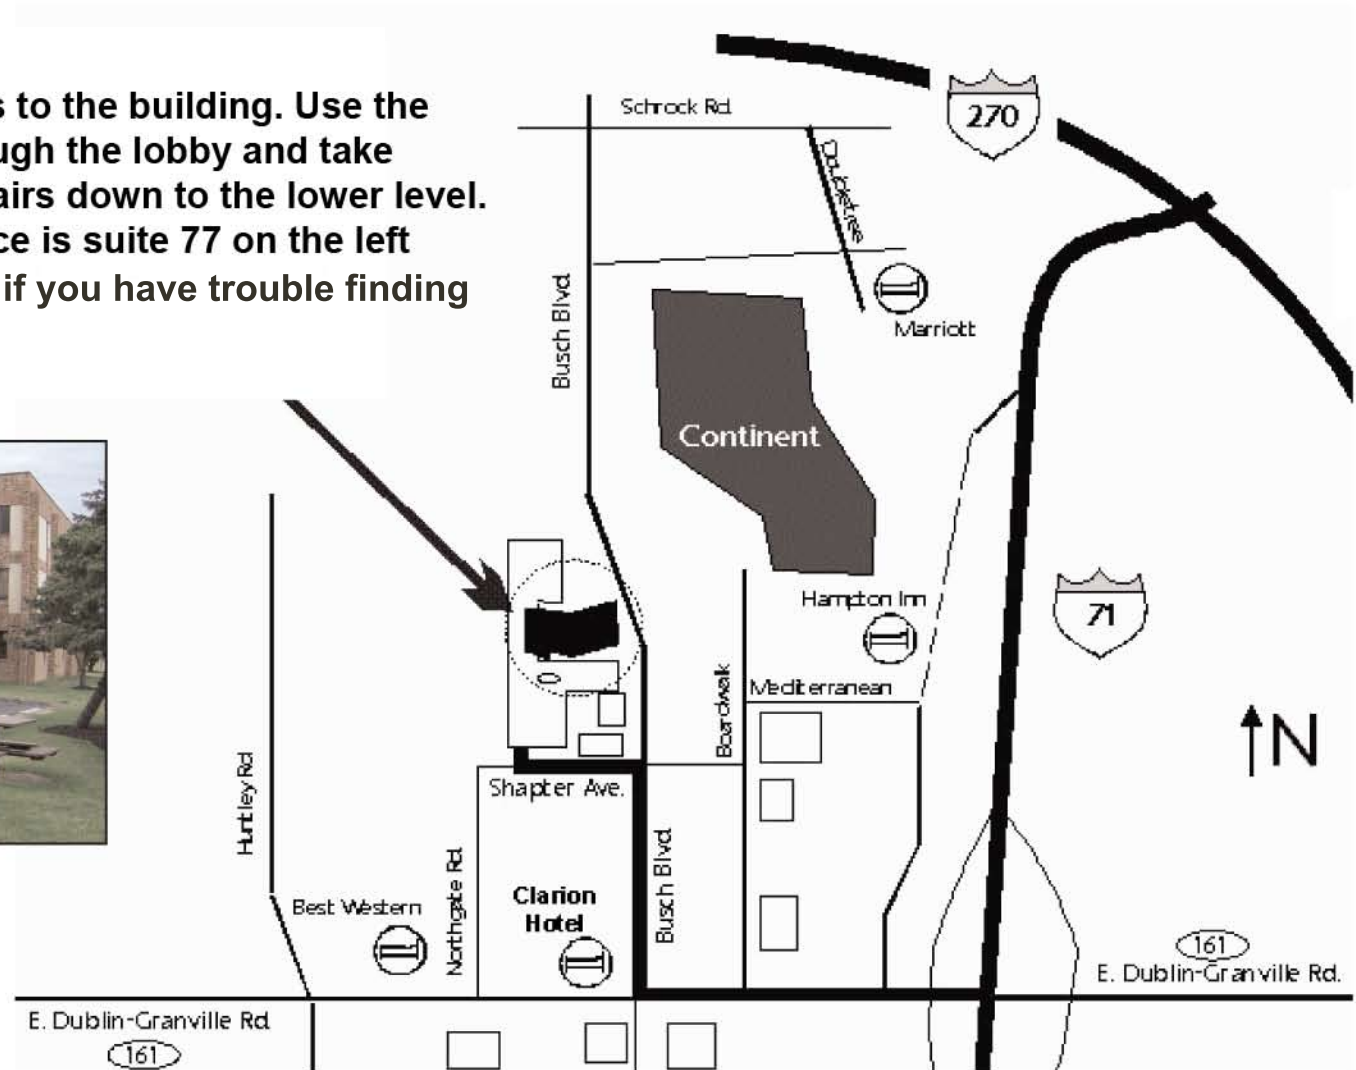 s to the building. Use the
ugh the lobby and take
airs down to the lower level.
ce is suite 77 on the left
if you have trouble finding
Schrock Rd.
270
Doubletree
Busch Blvd.
Marriott
Continent
Hampton Inn
71
Mediterranean
Boardwalk
N
Huntley Rd.
Shapter Ave.
Northgate Rd.
Clarion
Hotel
Busch Blvd.
Best Western
161
E. Dublin-Granville Rd.
E. Dublin-Granville Rd.
161